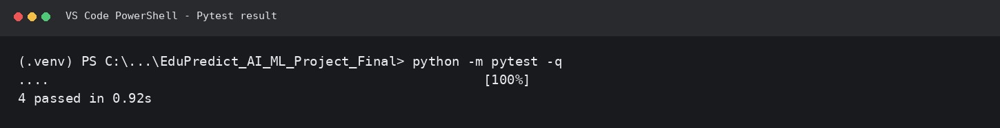 VS Code PowerShell - Pytest result
(.venv) PS C:\...\EduPredict_AI_ML_Project_Final> python -m pytest -q
.... [100%]
4 passed in 0.92s